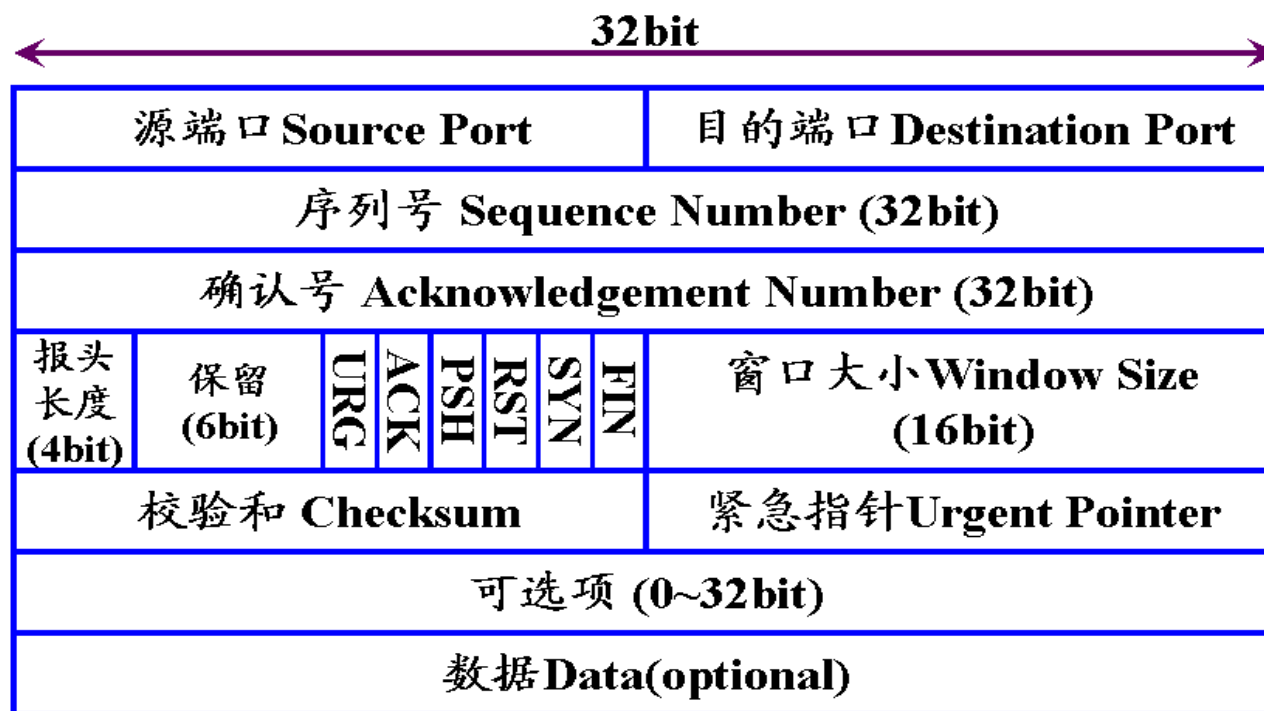 32bit
源端口Source Port
目的端口Destination Port
序列号 Sequence Number (32bit)
确认号 Acknowledgement Number (32bit)
报头
长度
(4bit)
保留
(6bit)
URG
ACK
PSH
RST
SYN
FIN
窗口大小Window Size
(16bit)
校验和 Checksum
紧急指针Urgent Pointer
可选项 (0~32bit)
数据Data(optional)